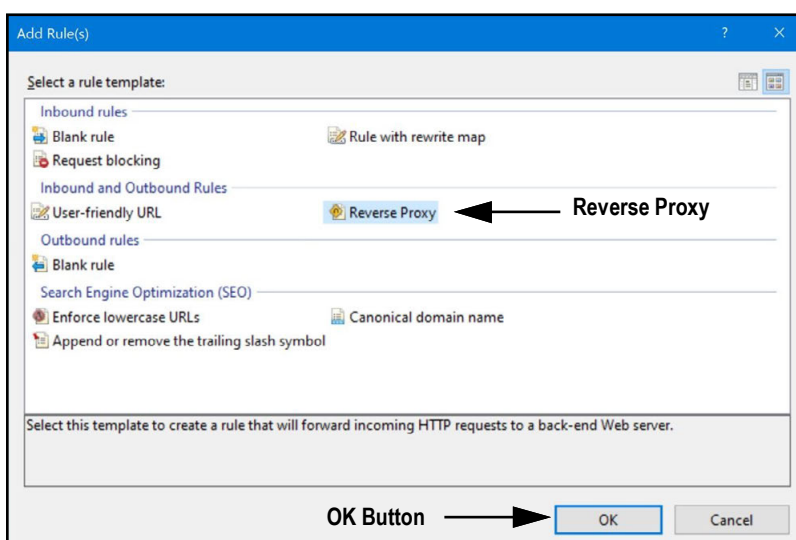 Add Rule(s)
Select a rule template:
Inbound rules
Blank rule Rule with rewrite map
Request blocking
Inbound and Outbound Rules
User-friendly URL Reverse Proxy Reverse Proxy
Outbound rules
Blank rule
Search Engine Optimization (SEO)
Enforce lowercase URLs Canonical domain name
Append or remove the trailing slash symbol
Select this template to create a rule that will forward incoming HTTP requests to a back-end Web server.
OK Button OK Cancel